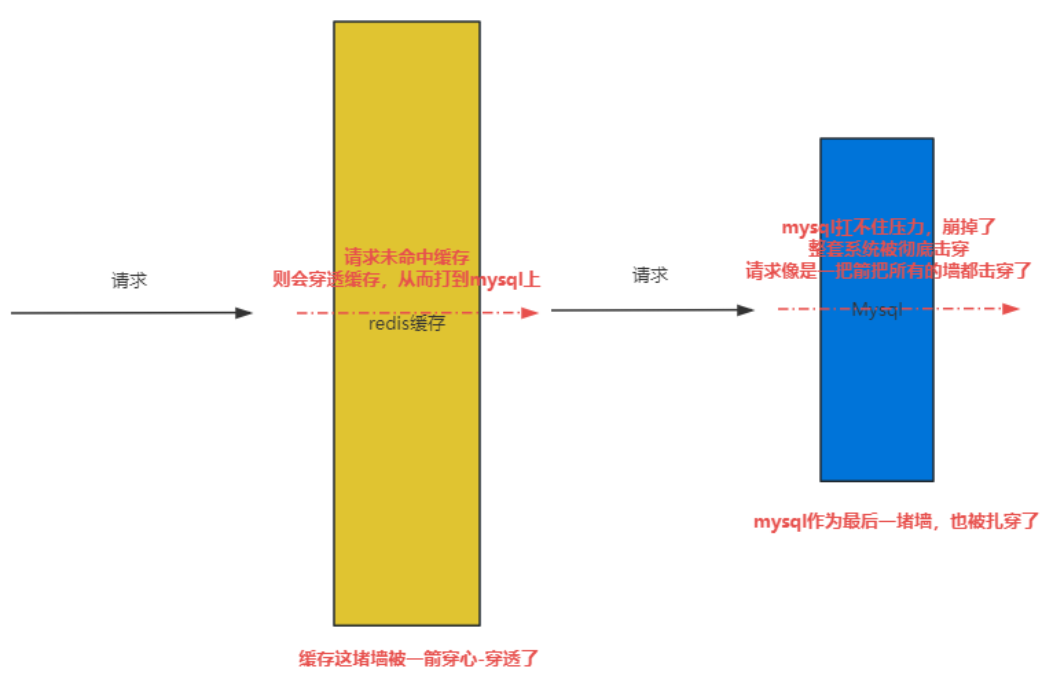 请求
请求未命中缓存
则会穿透缓存，从而打到mysql上
redis缓存
缓存这堵墙被一箭穿心-穿透了
请求
mysql扛不住压力，崩掉了
整套系统被彻底击穿
请求像是一把箭把所有的墙都击穿了
Mysql
mysql作为最后一堵墙，也被扎穿了